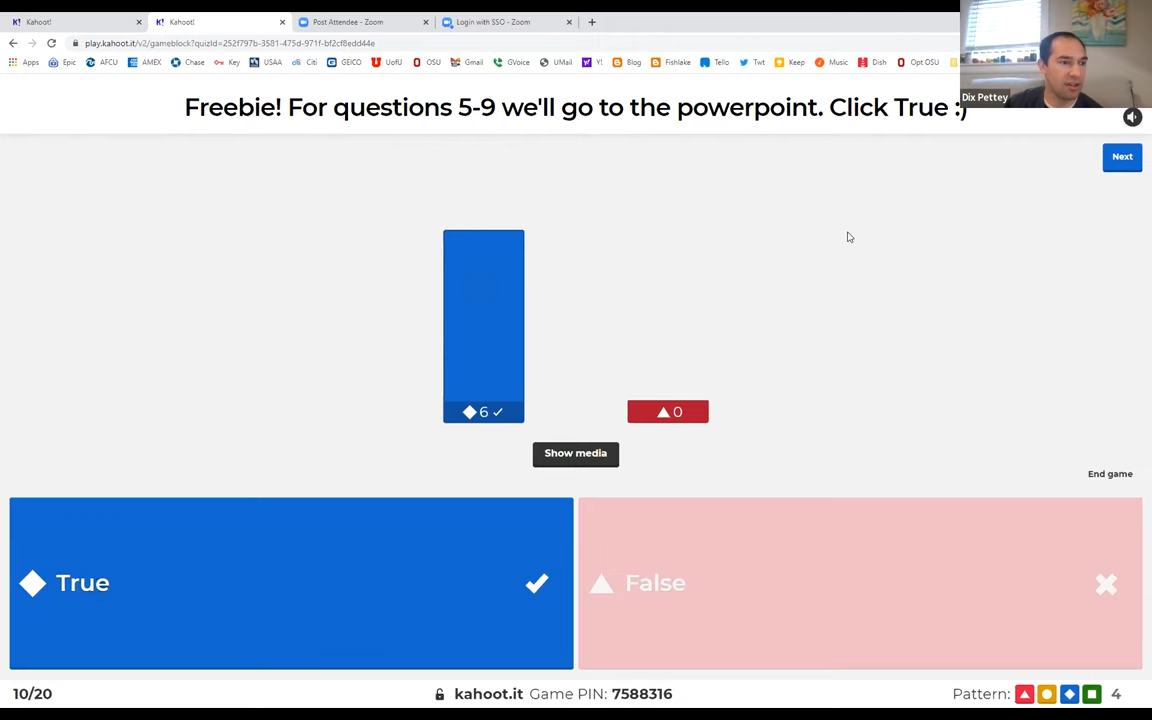 Kahoot!
Kahoot!
Post Attendee - Zoom
Login with SSO - Zoom
play.kahoot.it/v2/gameblock?quizId=252f797b-3581-475d-971f-bf2cf8edd44e
Apps Epic AFCU AMEX Chase Key USAA Citi GEICO UofU OSU Gmail GVoice UMail Y! Blog Fishlake Tello Twt Keep Music Dish Opt OSU
Dix Pettey
Freebie! For questions 5-9 we'll go to the powerpoint. Click True :)
Next
6
0
Show media
End game
True
False
10/20
kahoot.it Game PIN: 7588316
Pattern: 4